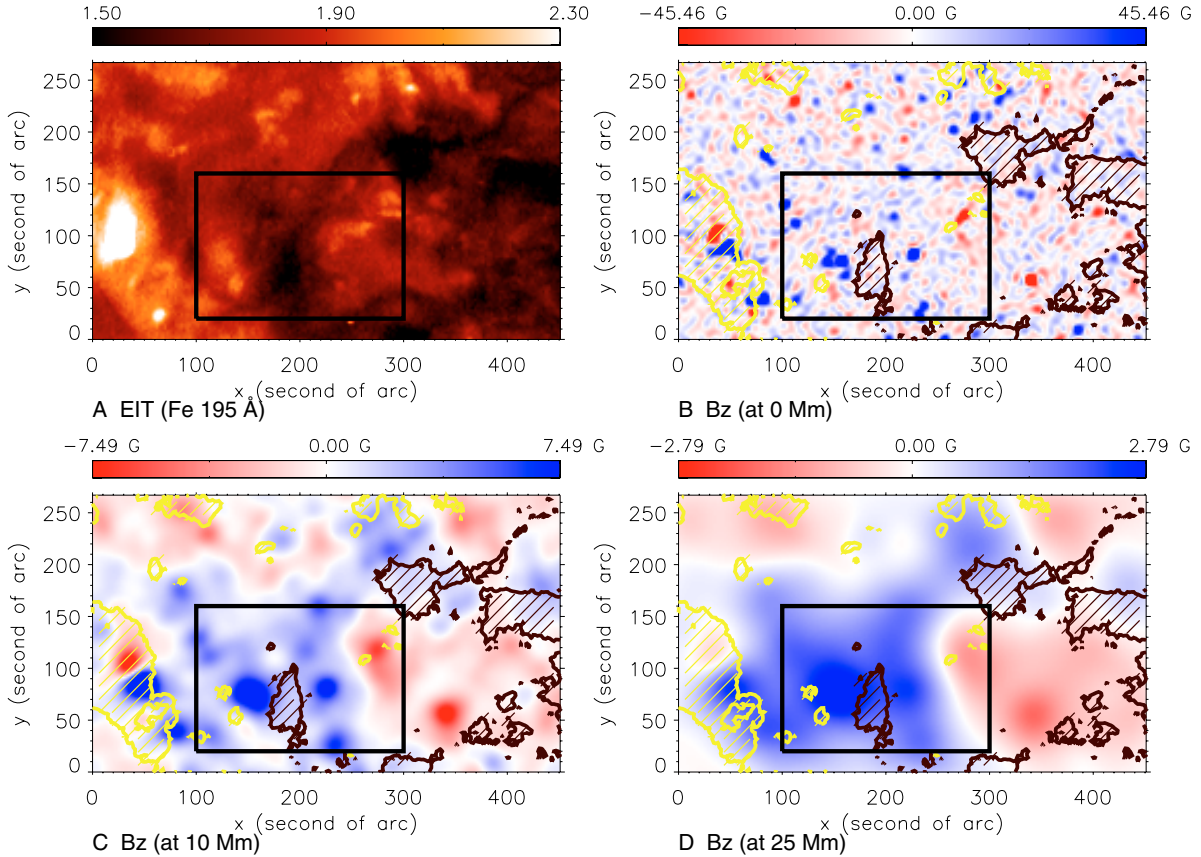 1.50 1.90 2.30
y (second of arc)
250
200
150
100
50
0
0 100 200 300 400
x (second of arc)
A EIT (Fe 195 Å)
−45.46 G 0.00 G 45.46 G
y (second of arc)
250
200
150
100
50
0
0 100 200 300 400
x (second of arc)
B Bz (at 0 Mm)
−7.49 G 0.00 G 7.49 G
y (second of arc)
250
200
150
100
50
0
0 100 200 300 400
x (second of arc)
C Bz (at 10 Mm)
−2.79 G 0.00 G 2.79 G
y (second of arc)
250
200
150
100
50
0
0 100 200 300 400
x (second of arc)
D Bz (at 25 Mm)